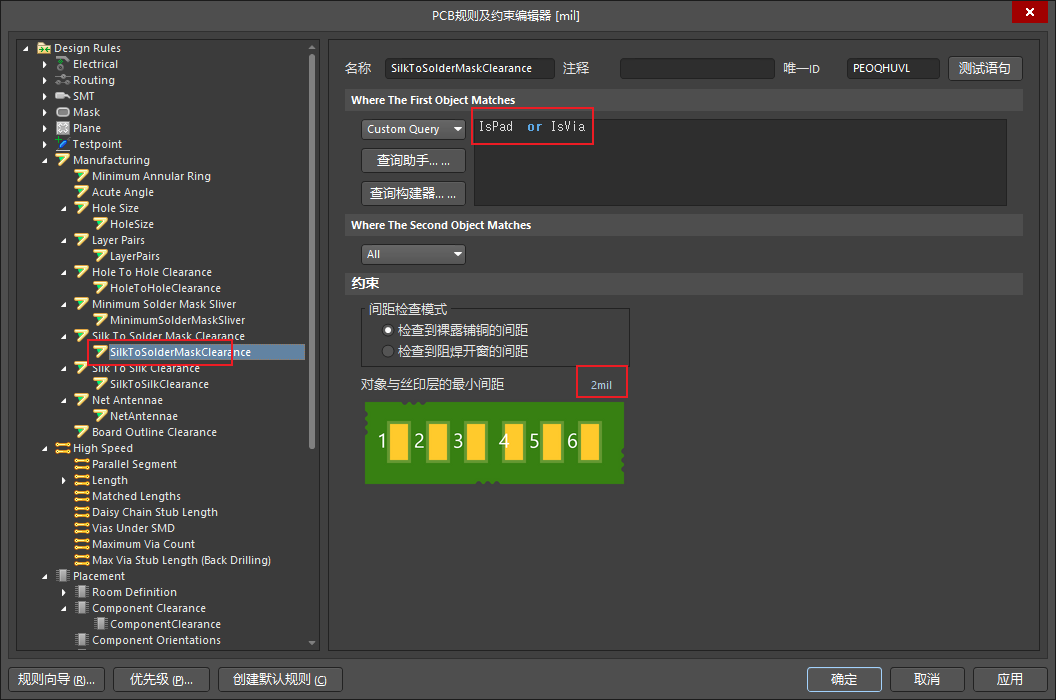 PCB规则及约束编辑器 [mil]
Design Rules
Electrical
Routing
SMT
Mask
Plane
Testpoint
Manufacturing
Minimum Annular Ring
Acute Angle
Hole Size
HoleSize
Layer Pairs
LayerPairs
Hole To Hole Clearance
HoleToHoleClearance
Minimum Solder Mask Sliver
MinimumSolderMaskSliver
Silk To Solder Mask Clearance
SilkToSolderMaskClearance
Silk To Silk Clearance
SilkToSilkClearance
Net Antennae
NetAntennae
Board Outline Clearance
High Speed
Parallel Segment
Length
Matched Lengths
Daisy Chain Stub Length
Vias Under SMD
Maximum Via Count
Max Via Stub Length (Back Drilling)
Placement
Room Definition
Component Clearance
ComponentClearance
Component Orientations
名称 SilkToSolderMaskClearance 注释 唯一ID PEOQHUVL 测试语句
Where The First Object Matches
Custom Query IsPad or IsVia
查询助手... ...
查询构建器... ...
Where The Second Object Matches
All
约束
间距检查模式
检查到裸露铺铜的间距
检查到阻焊开窗的间距
对象与丝印层的最小间距 2mil
1 2 3 4 5 6
规则向导 (R)... 优先级 (P)... 创建默认规则 (C) 确定 取消 应用